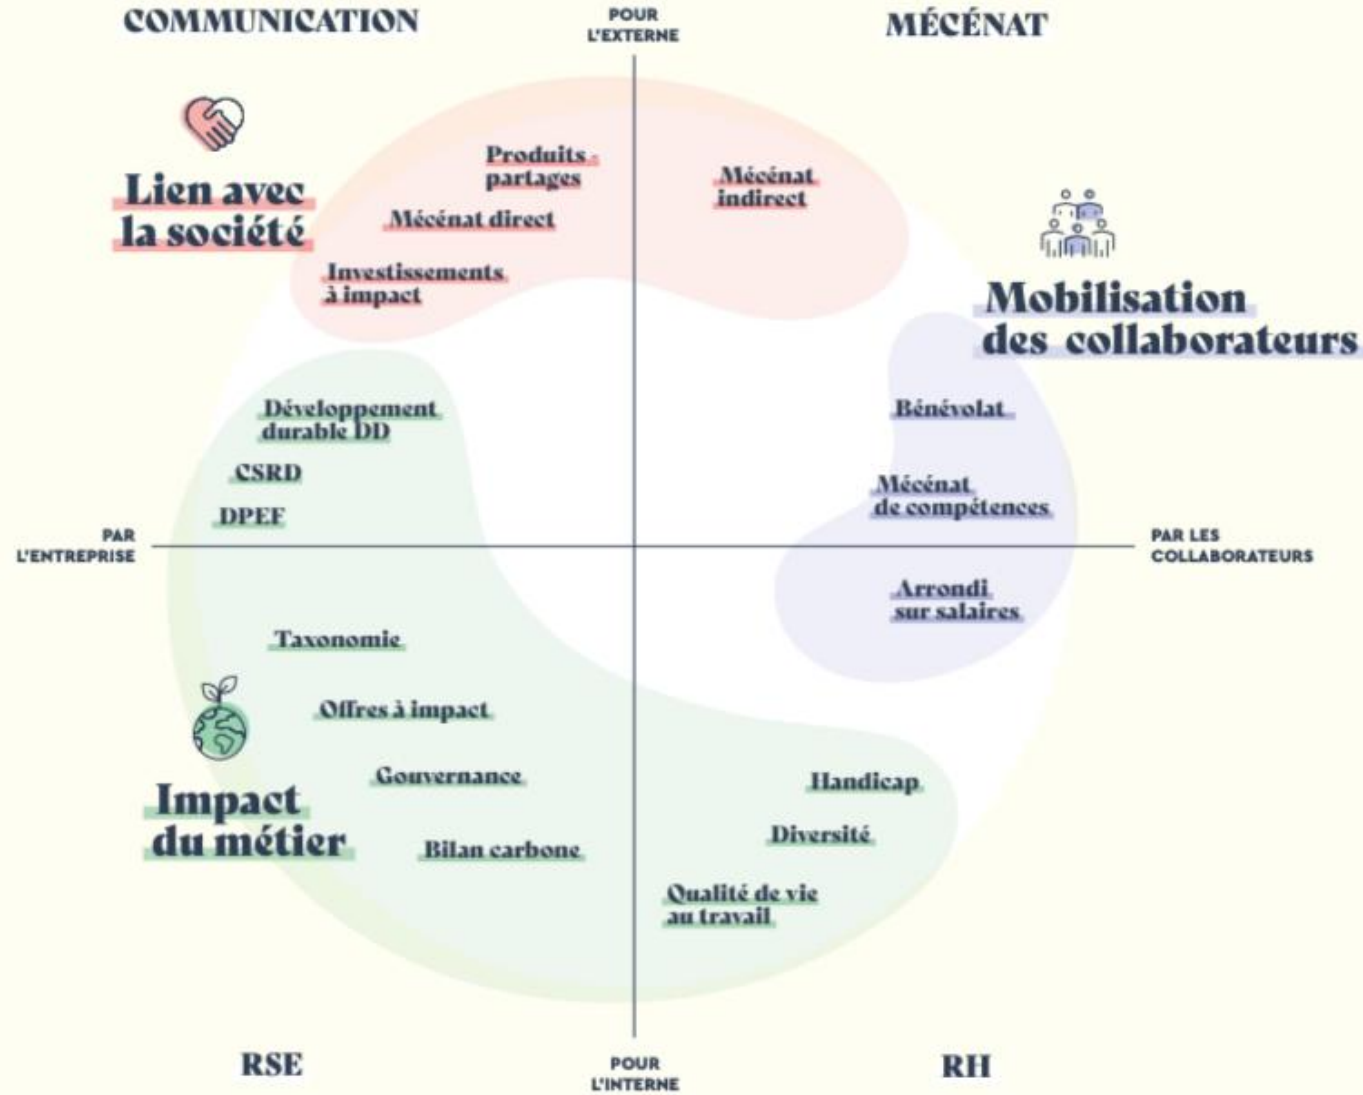 COMMUNICATION
POUR
L'EXTERNE
MÉCÉNAT
Lien avec
la société
Produits -
partages
Mécénat direct
Investissements
à impact
Mécénat
indirect
Mobilisation
des collaborateurs
Développement
durable DD
CSRD
DPEF
Bénévolat
Mécénat
de compétences
PAR
L'ENTREPRISE
PAR LES
COLLABORATEURS
Arrondi
sur salaires
Taxonomie
Offres à impact
Gouvernance
Impact
du métier
Bilan carbone
Handicap
Diversité
Qualité de vie
au travail
RSE
POUR
L'INTERNE
RH